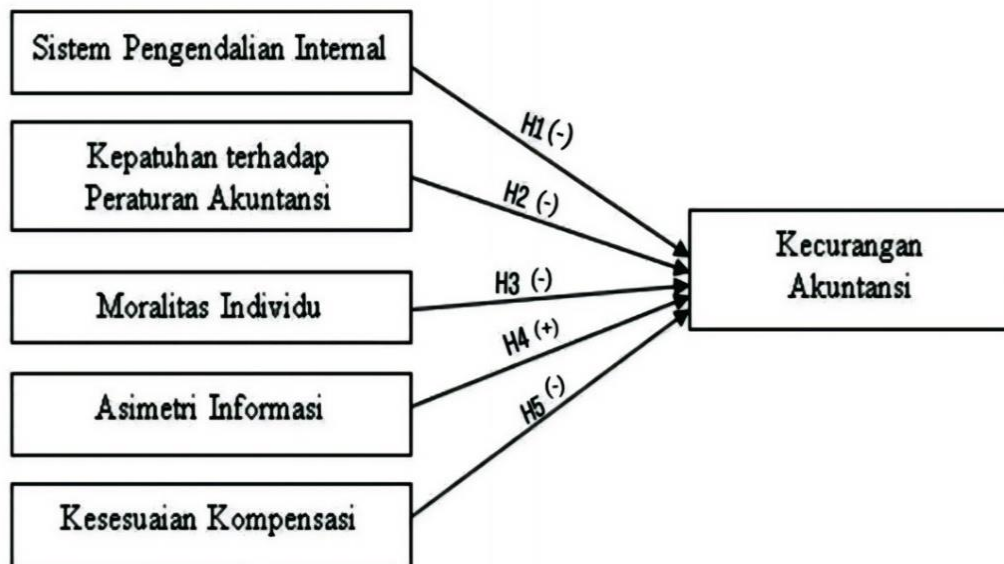 Sistem Pengendalian Internal
H1 (-)
Kepatuhan terhadap
Peraturan Akuntansi
H2 (-)
Kecurangan
Akuntansi
Moralitas Individu
H3 (-)
H4 (+)
Asimetri Informasi
H5 (-)
Kesesuaian Kompensasi